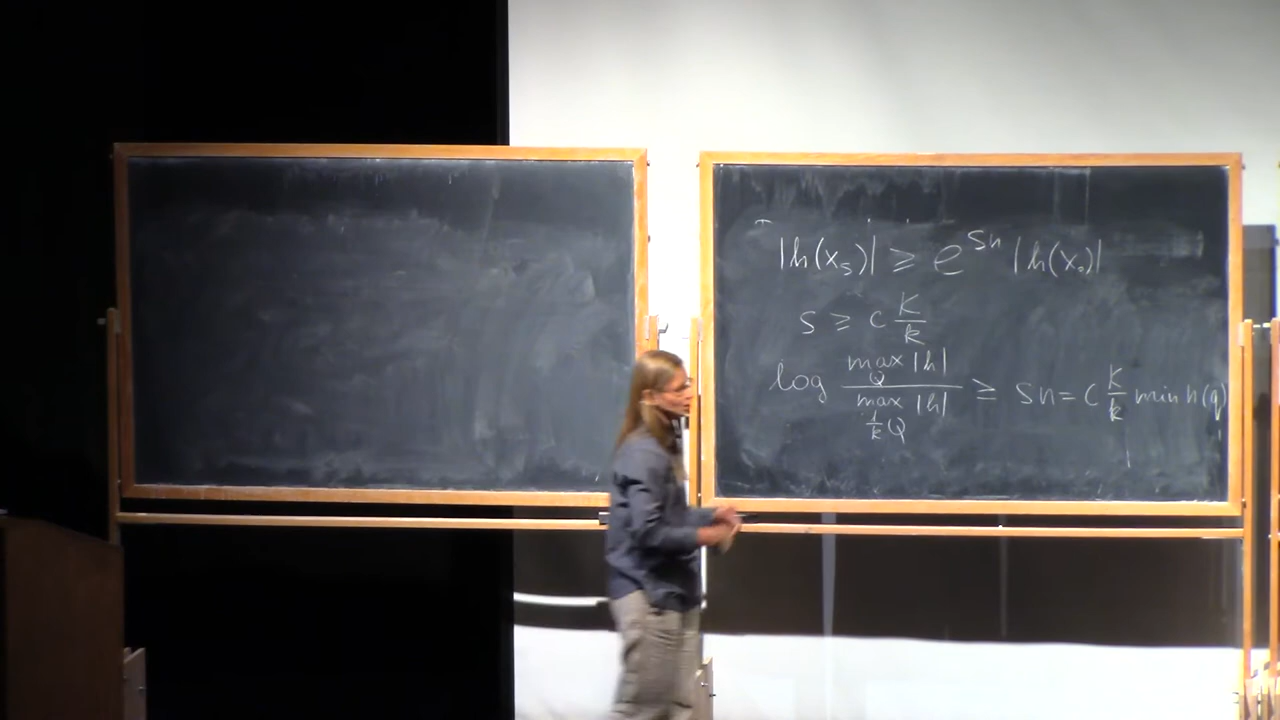 |h(x_s)| ≥ e^{sn} |h(x_0)|
s ≥ c K/k
log (max_Q |h|) / (max_{1/k Q} |h|) ≥ sn = c K/k min n(q)